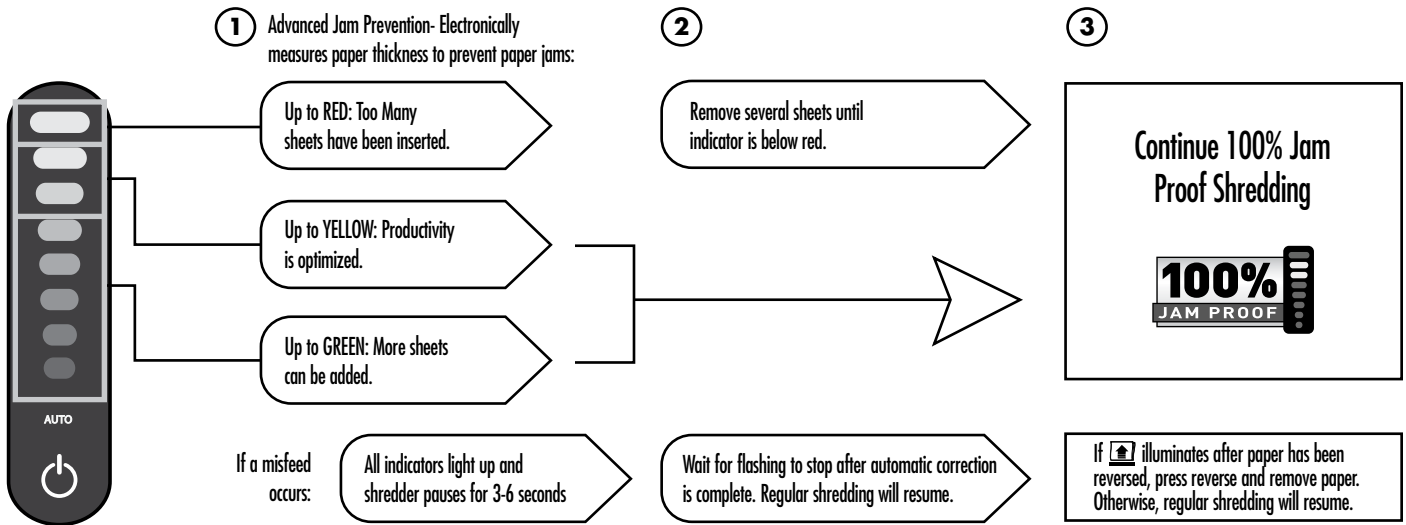 1
Advanced Jam Prevention- Electronically
measures paper thickness to prevent paper jams:
2
3
Up to RED: Too Many
sheets have been inserted.
Remove several sheets until
indicator is below red.
Continue 100% Jam
Proof Shredding
Up to YELLOW: Productivity
is optimized.
100%
JAM PROOF
Up to GREEN: More sheets
can be added.
AUTO
If a misfeed
occurs:
All indicators light up and
shredder pauses for 3-6 seconds
Wait for flashing to stop after automatic correction
is complete. Regular shredding will resume.
If illuminates after paper has been
reversed, press reverse and remove paper.
Otherwise, regular shredding will resume.